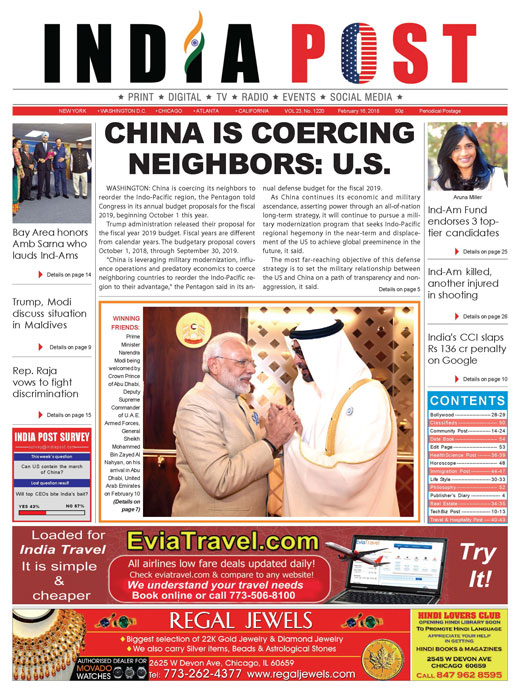 INDIA POST
★ PRINT ★ DIGITAL ★ TV ★ RADIO ★ EVENTS ★ SOCIAL MEDIA ★
NEW YORK • WASHINGTON D.C • CHICAGO • ATLANTA • CALIFORNIA VOL 23, No. 1220 February 16, 2018 50¢ Periodical Postage
Bay Area honors
Amb Sarna who
lauds Ind-Ams
Details on page 14
Trump, Modi
discuss situation
in Maldives
Details on page 9
Rep. Raja
vows to fight
discrimination
Details on page 15
INDIA POST SURVEY
This week's question
Can US contain the march
of China?
Last question result
Will top CEOs bite India's bait?
YES 43% NO 57%
CHINA IS COERCING
NEIGHBORS: U.S.
WASHINGTON: China is coercing its neighbors to
reorder the Indo-Pacific region, the Pentagon told
Congress in its annual budget proposals for the fiscal
2019, beginning October 1 this year.
Trump administration released their proposal for
the fiscal year 2019 budget. Fiscal years are different
from calendar years. The budgetary proposal covers
October 1, 2018, through September 30, 2019.
"China is leveraging military modernization, influ-
ence operations and predatory economics to coerce
neighboring countries to reorder the Indo-Pacific re-
gion to their advantage," the Pentagon said in its an-
nual defense budget for the fiscal 2019.
As China continues its economic and military
ascendance, asserting power through an all-of-nation
long-term strategy, it will continue to pursue a mili-
tary modernization program that seeks Indo-Pacific
regional hegemony in the near-term and displace-
ment of the US to achieve global preeminence in the
future, it said.
The most far-reaching objective of this defense
strategy is to set the military relationship between
the US and China on a path of transparency and non-
aggression, it said.
Details on page 5
WINNING
FRIENDS:
Prime
Minister
Narendra
Modi being
welcomed by
Crown Prince
of Abu Dhabi,
Deputy
Supreme
Commander
of U.A.E.
Armed Forces,
General
Sheikh
Mohammed
Bin Zayed Al
Nahyan, on his
arrival in Abu
Dhabi, United
Arab Emirates
on February 10
(Details on
page 7)
Aruna Miller
Ind-Am Fund
endorses 3 top-
tier candidates
Details on page 25
Ind-Am killed,
another injured
in shooting
Details on page 26
India's CCI slaps
Rs 136 cr penalty
on Google
Details on page 10
CONTENTS
Bollywood 28-29
Classifieds 50
Community Post 14-24
Date Book 54
Edit Page 53
HealthScience Post 38-39
Horoscope 48
Immigration Post 44-47
Life Style 30-33
Philosophy 52
Publisher's Diary 6
Real Estate 34-35
TechBiz Post 10-13
Travel & Hospitality Post 40-43
Loaded for
India Travel
It is simple
&
cheaper
EviaTravel.com
All airlines low fare deals updated daily!
Check eviatravel.com & compare to any website!
We understand your travel needs
Book online or call 773-506-8100
Try
It!
REGAL JEWELS
Biggest selection of 22K Gold Jewelry & Diamond Jewelry
We also carry Silver items, Beads & Astrological Stones
AUTHORISED DEALER FOR
MOVADO
WATCHES
2625 W Devon Ave, Chicago, IL 60659
Tel: 773-262-4377 www.regaljewels.com
HINDI LOVERS CLUB
OPENING HINDI LIBRARY SOON
TO PROMOTE HINDI LANGUAGE
APPRECIATE YOUR HELP
IN GETTING
HINDI BOOKS & MAGAZINES
2545 W DEVON AVE
CHICAGO 60659
CALL 847 962 8595